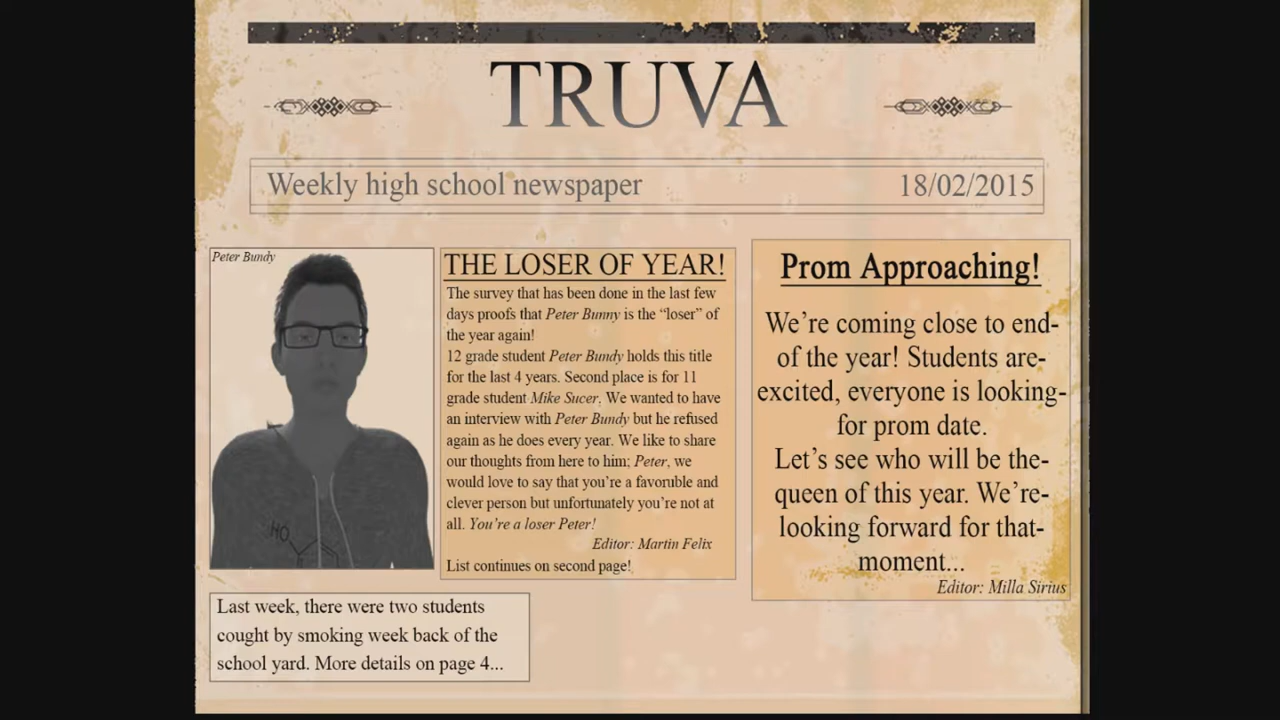 TRUVA
Weekly high school newspaper 18/02/2015
Peter Bundy
HO
THE LOSER OF YEAR!
The survey that has been done in the last few
days proofs that Peter Bunny is the “loser” of
the year again!
12 grade student Peter Bundy holds this title
for the last 4 years. Second place is for 11
grade student Mike Sucer. We wanted to have
an interview with Peter Bundy but he refused
again as he does every year. We like to share
our thoughts from here to him; Peter, we
would love to say that you’re a favoruble and
clever person but unfortunately you’re not at
all. You’re a loser Peter!
Editor: Martin Felix
List continues on second page!
Prom Approaching!
We’re coming close to end-
of the year! Students are-
excited, everyone is looking-
for prom date.
Let’s see who will be the-
queen of this year. We’re-
looking forward for that-
moment...
Editor: Milla Sirius
Last week, there were two students
cought by smoking week back of the
school yard. More details on page 4...